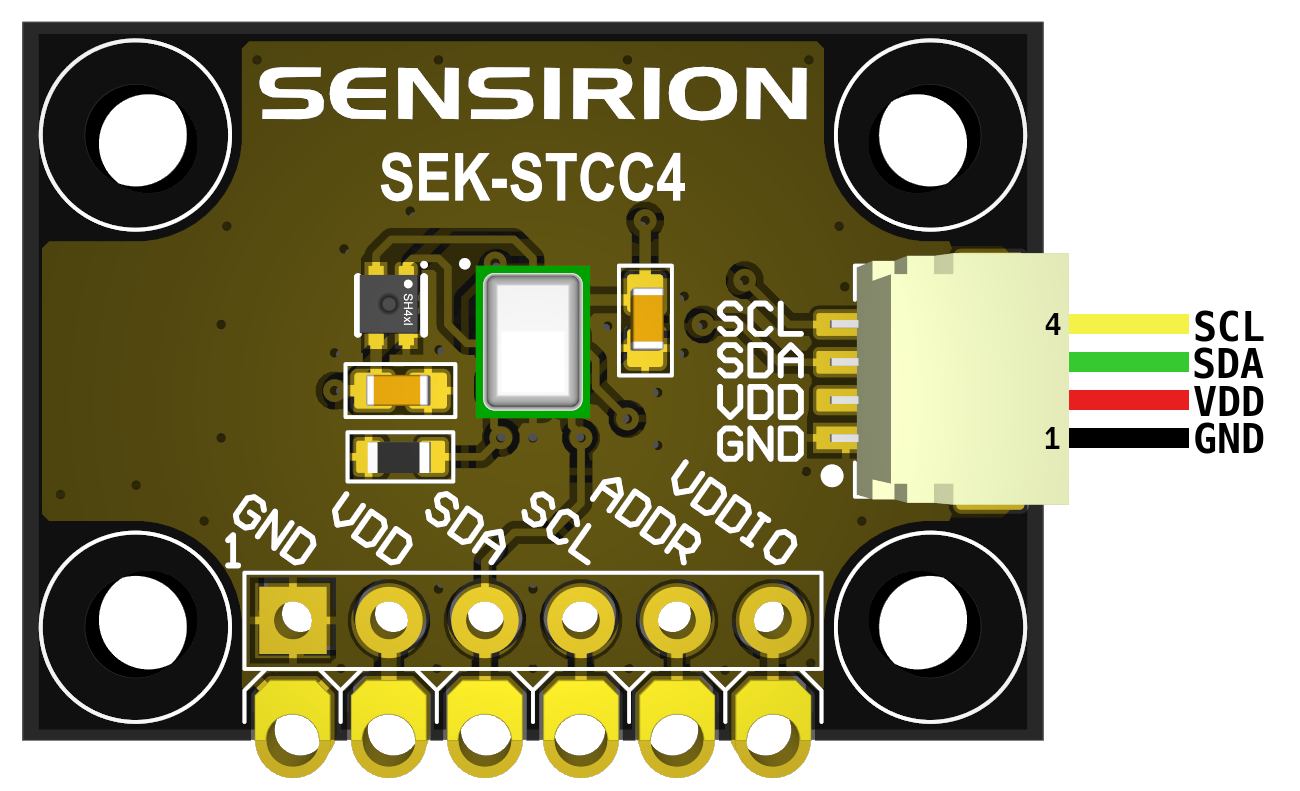 SENSIRION
SEK-STCC4
SH4xI
SCL
SDA
VDD
GND
4
1
SCL
SDA
VDD
GND
GND VDD SDA SCL ADDR VDDIO
1